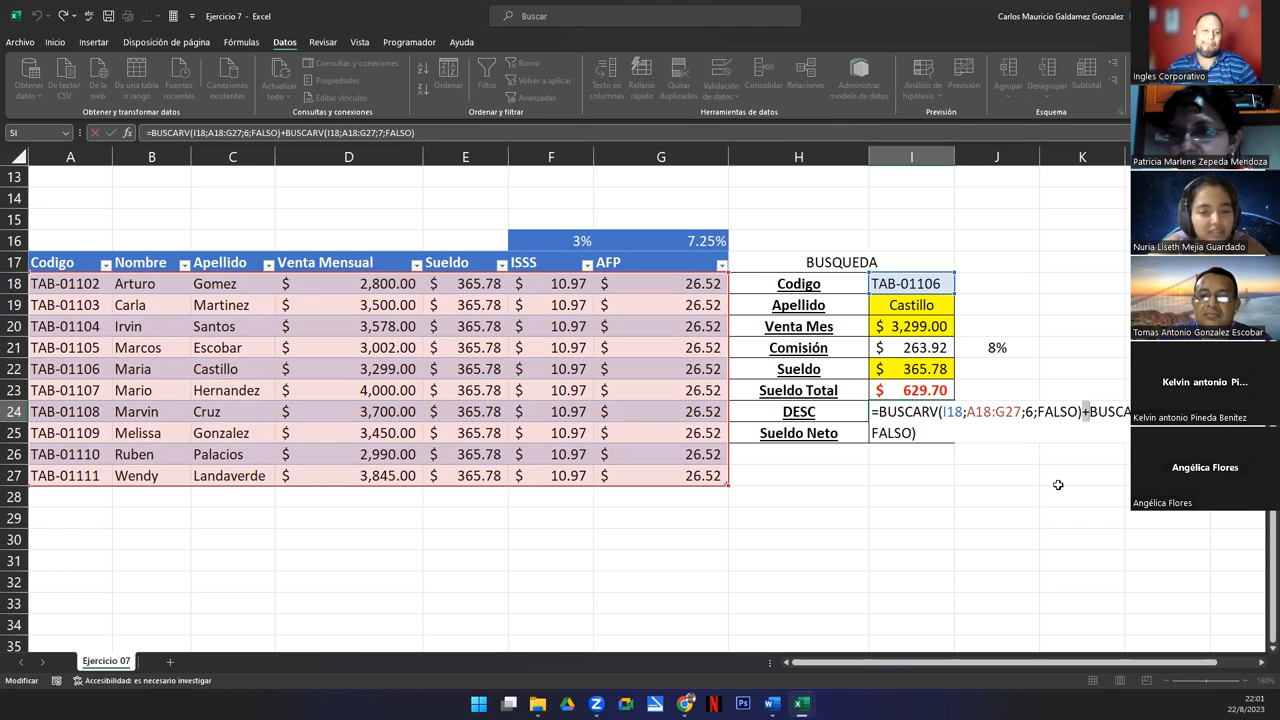 Ejercicio 7 - Excel
Buscar
Carlos Mauricio Galdamez Gonzalez
Archivo Inicio Insertar Disposición de página Fórmulas Datos Revisar Vista Programador Ayuda
Obtener datos
De texto/CSV
De la web
De una tabla o rango
Fuentes recientes
Conexiones existentes
Obtener y transformar datos
Actualizar todo
Consultas y conexiones
Propiedades
Editar vínculos
Consultas y conexiones
Borrar
Volver a aplicar
Avanzadas
Ordenar y filtrar
Texto en columnas
Relleno rápido
Quitar duplicados
Validación de datos
Consolidar
Relaciones
Administrar modelo de datos
Herramientas de datos
Análisis de hipótesis
Previsión
Previsión
Agrupar
Desagrupar
Subtotal
Esquema
SI
=BUSCARV(I18;A18:G27;6;FALSO)+BUSCARV(I18;A18:G27;7;FALSO)
A B C D E F G H I J K
13
14
15
16 3% 7.25%
17 Codigo Nombre Apellido Venta Mensual Sueldo ISSS AFP BUSQUEDA
18 TAB-01102 Arturo Gomez $ 2,800.00 $ 365.78 $ 10.97 $ 26.52 Codigo TAB-01106
19 TAB-01103 Carla Martinez $ 3,500.00 $ 365.78 $ 10.97 $ 26.52 Apellido Castillo
20 TAB-01104 Irvin Santos $ 3,578.00 $ 365.78 $ 10.97 $ 26.52 Venta Mes $ 3,299.00
21 TAB-01105 Marcos Escobar $ 3,002.00 $ 365.78 $ 10.97 $ 26.52 Comisión $ 263.92 8%
22 TAB-01106 Maria Castillo $ 3,299.00 $ 365.78 $ 10.97 $ 26.52 Sueldo $ 365.78
23 TAB-01107 Mario Hernandez $ 4,000.00 $ 365.78 $ 10.97 $ 26.52 Sueldo Total $ 629.70
24 TAB-01108 Marvin Cruz $ 3,700.00 $ 365.78 $ 10.97 $ 26.52 DESC =BUSCARV(I18;A18:G27;6;FALSO)+BUSCA
25 TAB-01109 Melissa Gonzalez $ 3,450.00 $ 365.78 $ 10.97 $ 26.52 Sueldo Neto FALSO)
26 TAB-01110 Ruben Palacios $ 2,990.00 $ 365.78 $ 10.97 $ 26.52
27 TAB-01111 Wendy Landaverde $ 3,845.00 $ 365.78 $ 10.97 $ 26.52
28
29
30
31
32
33
34
35
Ejercicio 07
Modificar
Accesibilidad: es necesario investigar
160%
22:01
22/8/2023
Ingles Corporativo
Patricia Marlene Zepeda Mendoza
Nuria Liseth Mejia Guardado
Tomas Antonio Gonzalez Escobar
Kelvin antonio Pi...
Kelvin antonio Pineda Benitez
Angélica Flores
Angélica Flores